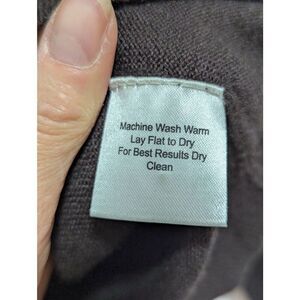 Machine Wash Warm
Lay Flat to Dry
For Best Results Dry
Clean